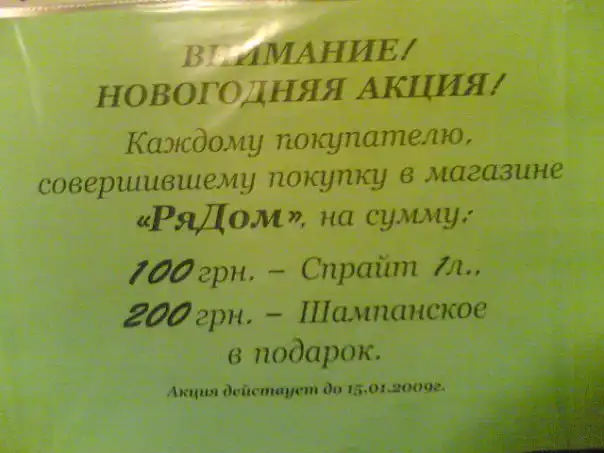 ВНИМАНИЕ!
НОВОГОДНЯЯ АКЦИЯ!
Каждому покупателю,
совершившему покупку в магазине
«РяДом», на сумму:
100 грн. – Спрайт 1л.,
200 грн. – Шампанское
в подарок.
Акция действует до 15.01.2009г.